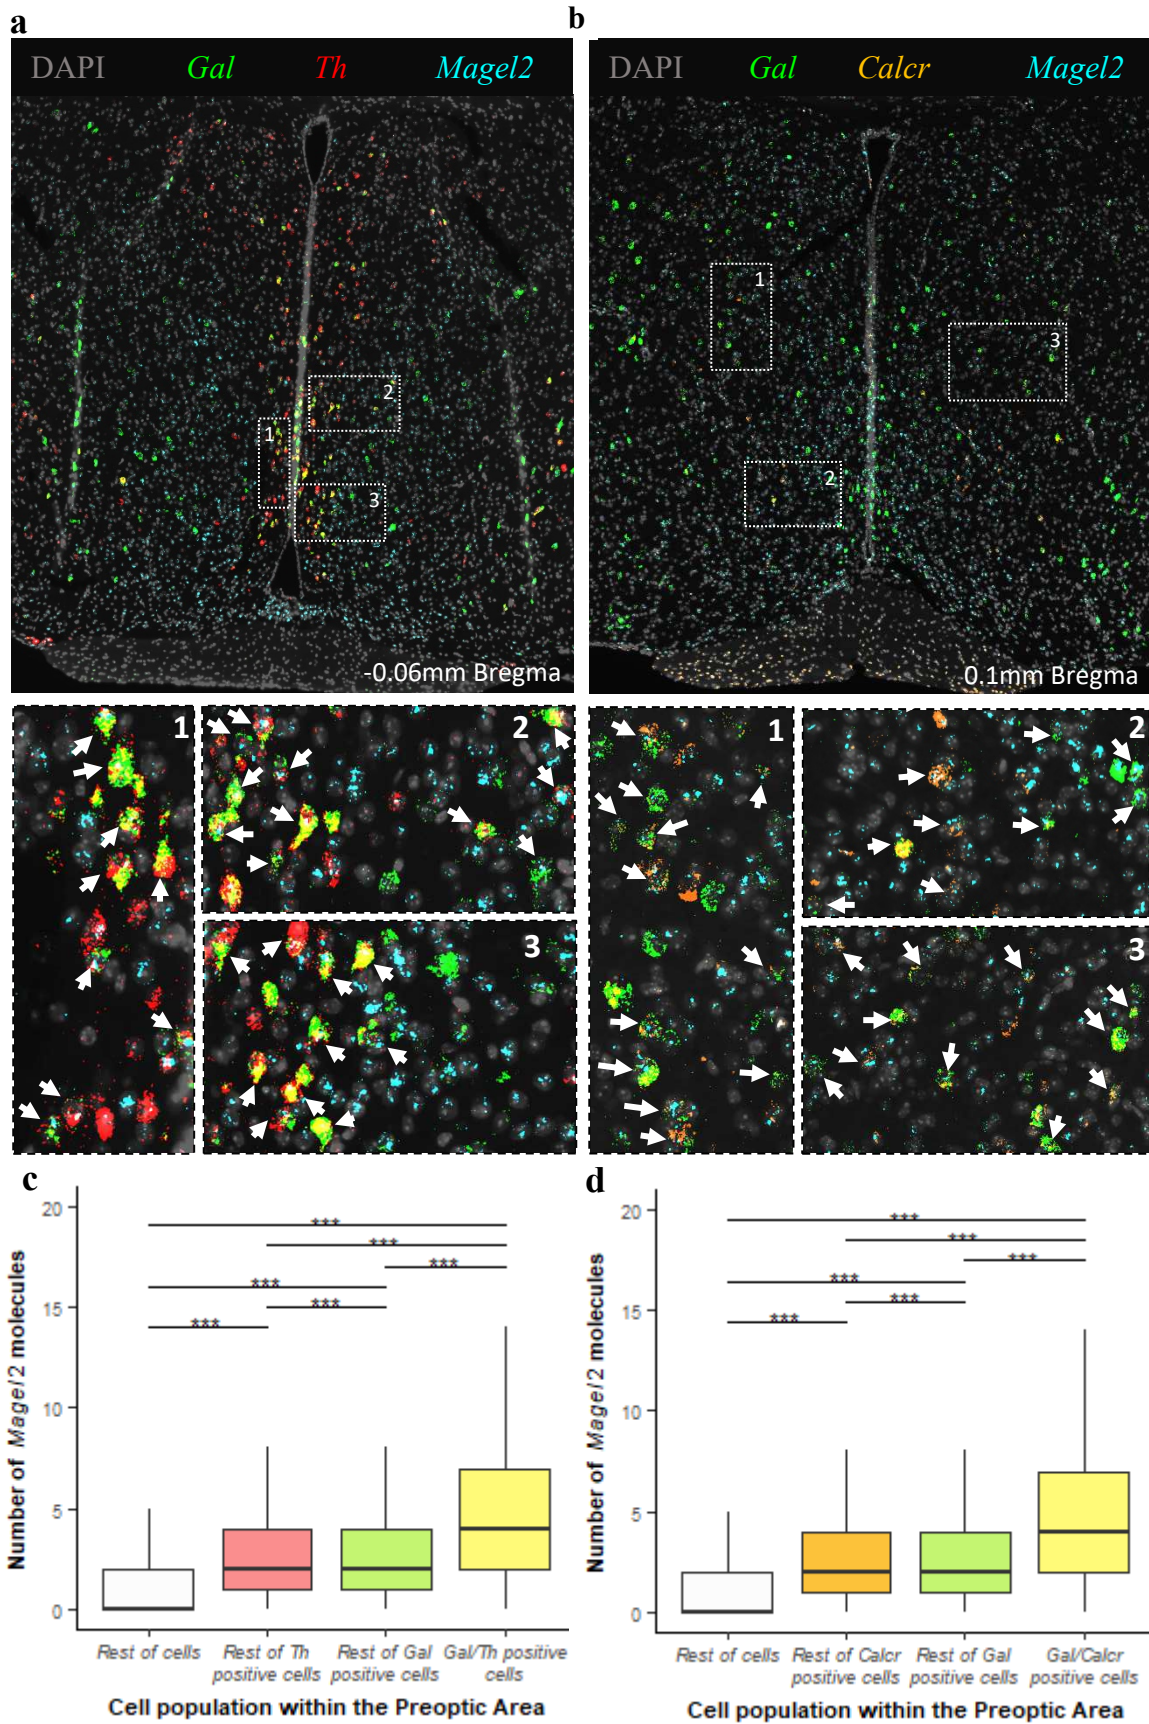 a
b
DAPI Gal Th Magel2
DAPI Gal Calcr Magel2
1
2
3
-0.06mm Bregma
1
2
3
0.1mm Bregma
1
2
3
1
2
3
c
d
Number of Magel2 molecules
20
15
10
5
0
***
***
***
***
***
***
Rest of cells
Rest of Th
positive cells
Rest of Gal
positive cells
Gal/Th positive
cells
Cell population within the Preoptic Area
Number of Magel2 molecules
20
15
10
5
0
***
***
***
***
***
***
Rest of cells
Rest of Calcr
positive cells
Rest of Gal
positive cells
Gal/Calcr
positive cells
Cell population within the Preoptic Area